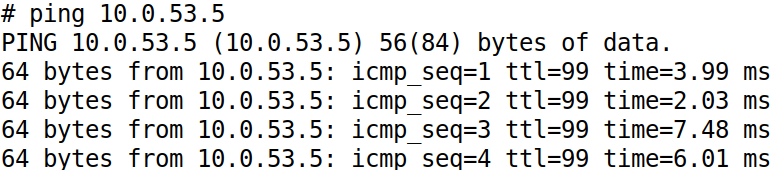 # ping 10.0.53.5
PING 10.0.53.5 (10.0.53.5) 56(84) bytes of data.
64 bytes from 10.0.53.5: icmp_seq=1 ttl=99 time=3.99 ms
64 bytes from 10.0.53.5: icmp_seq=2 ttl=99 time=2.03 ms
64 bytes from 10.0.53.5: icmp_seq=3 ttl=99 time=7.48 ms
64 bytes from 10.0.53.5: icmp_seq=4 ttl=99 time=6.01 ms